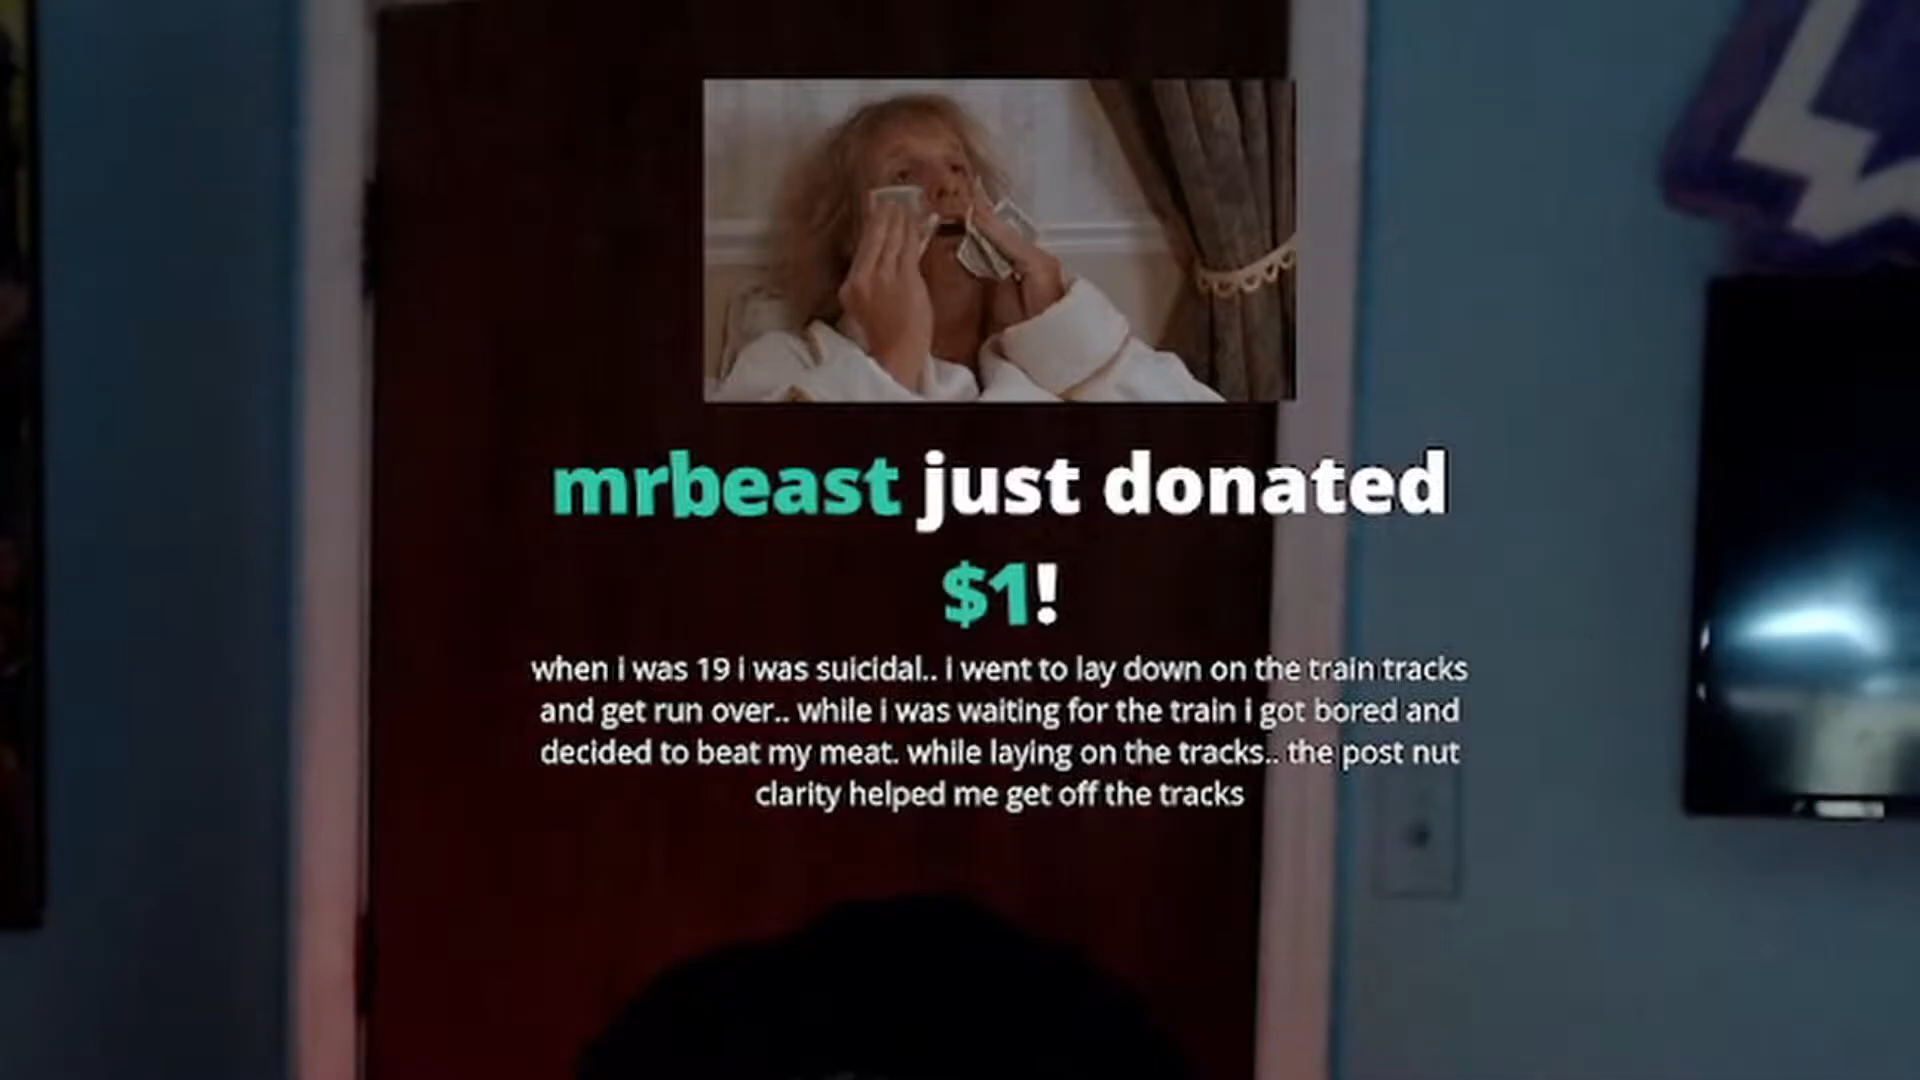 mrbeast just donated
$1!
when i was 19 i was suicidal.. i went to lay down on the train tracks
and get run over.. while i was waiting for the train i got bored and
decided to beat my meat. while laying on the tracks.. the post nut
clarity helped me get off the tracks